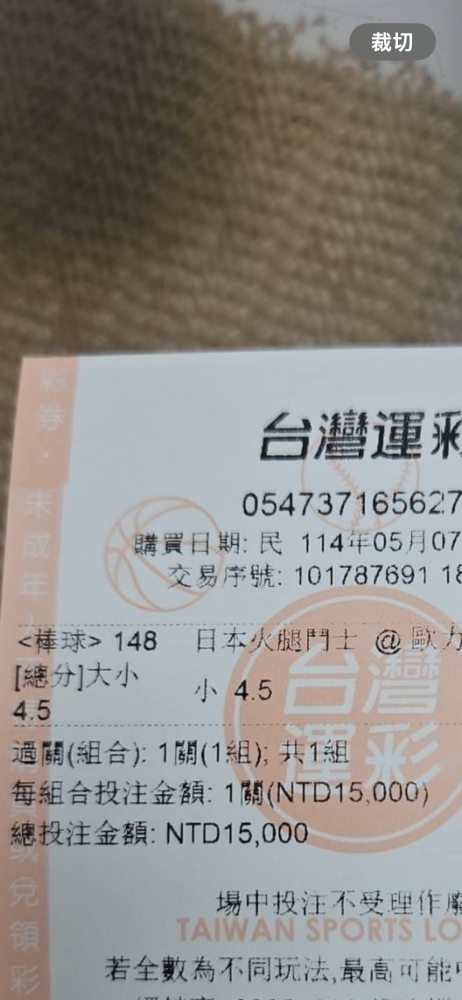 裁切
台灣運彩
054737165627
購買日期: 民 114年05月07
交易序號: 101787691 18
<棒球> 148 日本火腿鬥士 @ 歐力
[總分]大小
小 4.5
4.5
過關(組合): 1關(1組); 共1組
每組合投注金額: 1關(NTD15,000)
總投注金額: NTD15,000
場中投注不受理作廢
TAIWAN SPORTS LO
若全數為不同玩法,最高可能
彩券、未成年
兌領彩
台灣運彩